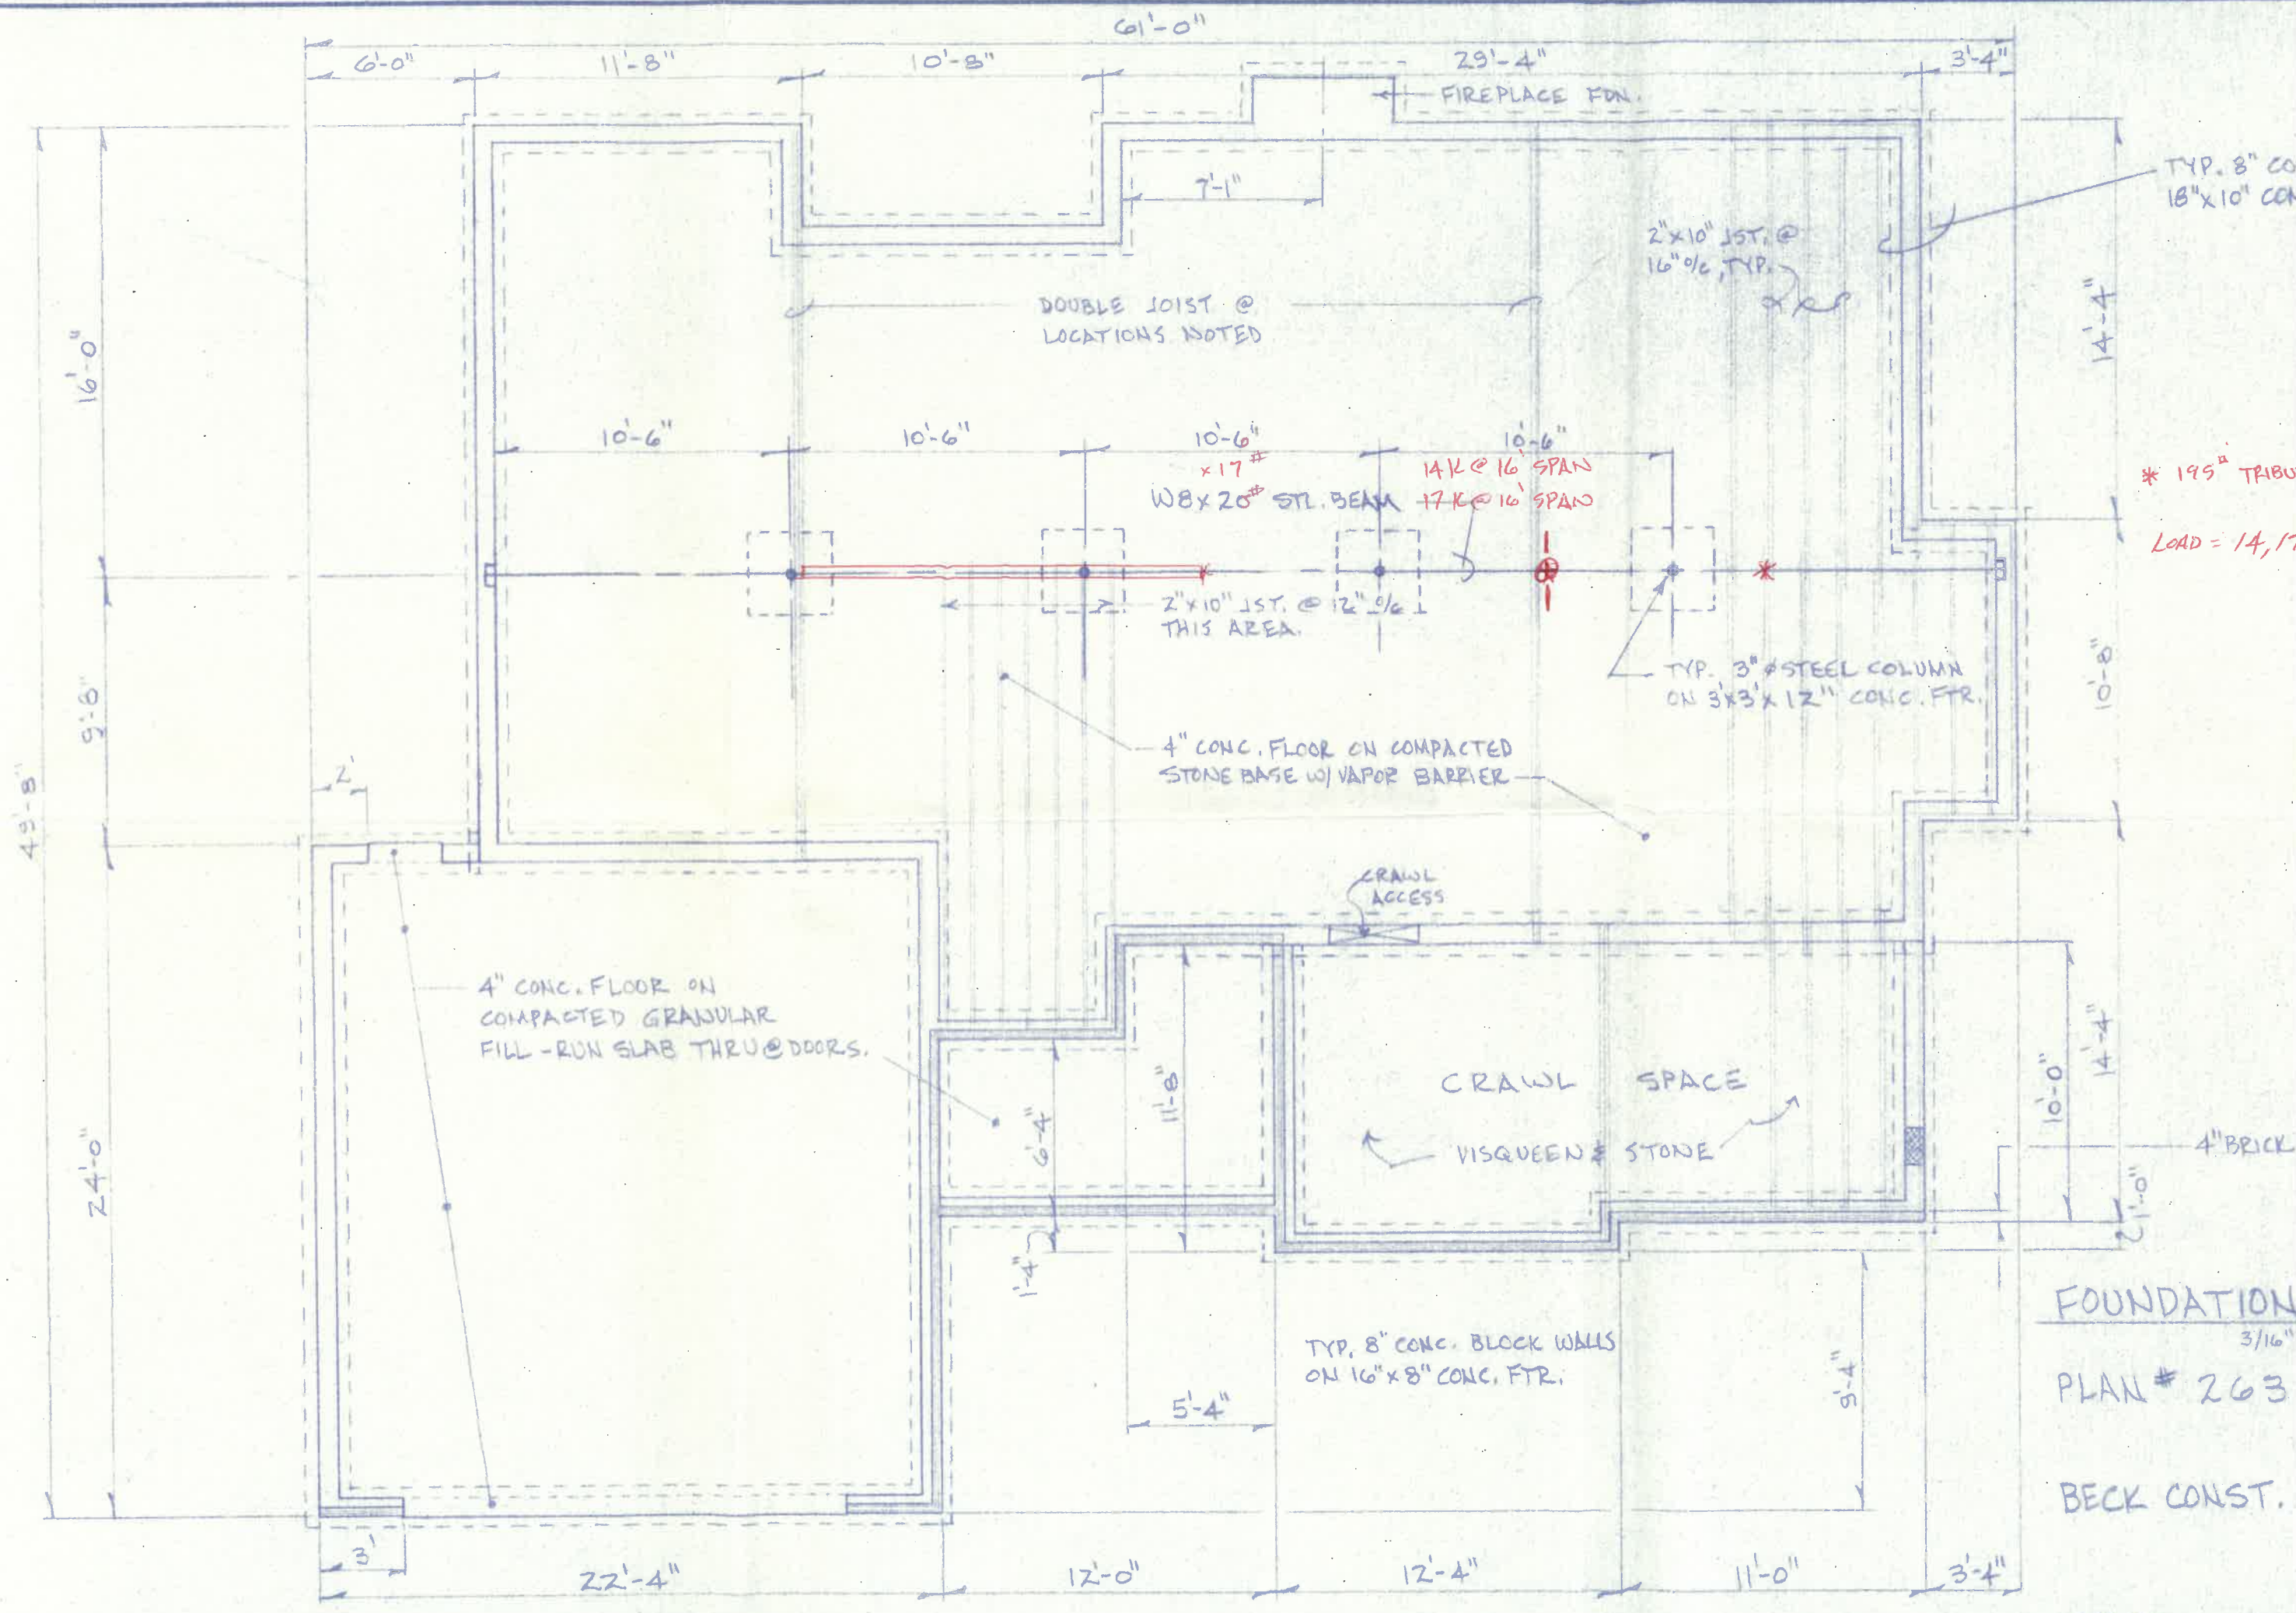 61'-0"
6'-0"
11'-8"
10'-8"
29'-4"
3'-4"
FIREPLACE FDN.
7'-1"
TYP. 8" CO
18"x10" CON
2"x10" JST. @
16" o/c, TYP.
DOUBLE JOIST @
LOCATIONS NOTED
16'-0"
14'-4"
10'-6"
10'-6"
10'-6"
10'-6"
x17#
W8x20# STL. BEAM
14K @ 16' SPAN
17K @ 16' SPAN
* 195 TRIBU
LOAD = 14,17
2"x10" JST. @ 12" o/c
THIS AREA.
TYP. 3" ø STEEL COLUMN
ON 3'x3'x12" CONC. FTR.
9'-8"
10'-8"
4" CONC. FLOOR ON COMPACTED
STONE BASE W/ VAPOR BARRIER
49'-8"
2'
CRAWL
ACCESS
4" CONC. FLOOR ON
COMPACTED GRANULAR
FILL - RUN SLAB THRU @ DOORS.
24'-0"
6'-4"
11'-8"
CRAWL SPACE
VISQUEEN & STONE
10'-0"
14'-4"
4" BRICK
1'-0"
1'-4"
TYP. 8" CONC. BLOCK WALLS
ON 16"x8" CONC. FTR.
5'-4"
9'-4"
FOUNDATION
3/16"
PLAN # 263
BECK CONST.
3'
22'-4"
12'-0"
12'-4"
11'-0"
3'-4"